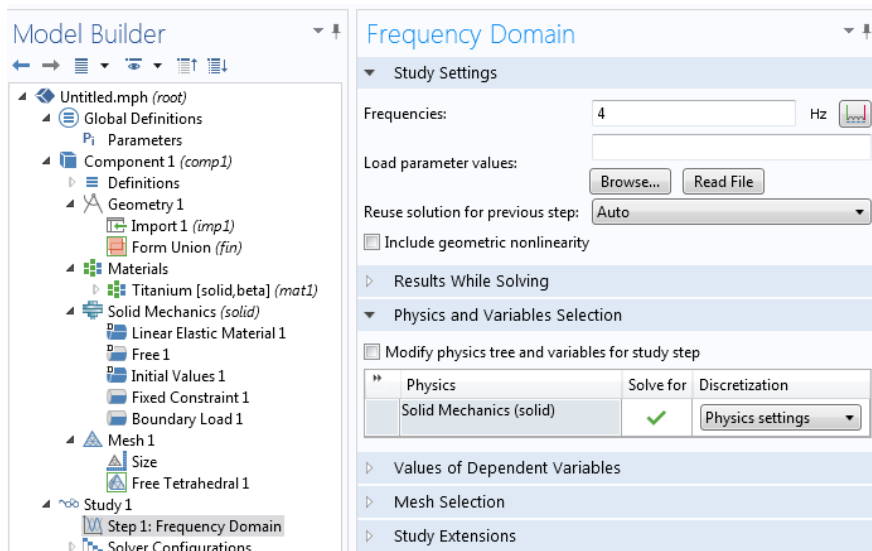 Model Builder
Untitled.mph (root)
Global Definitions
Pi Parameters
Component 1 (comp1)
Definitions
Geometry 1
Import 1 (imp1)
Form Union (fin)
Materials
Titanium [solid,beta] (mat1)
Solid Mechanics (solid)
Linear Elastic Material 1
Free 1
Initial Values 1
Fixed Constraint 1
Boundary Load 1
Mesh 1
Size
Free Tetrahedral 1
Study 1
Step 1: Frequency Domain
Solver Configurations
Frequency Domain
Study Settings
Frequencies: 4 Hz
Load parameter values:
Browse... Read File
Reuse solution for previous step: Auto
Include geometric nonlinearity
Results While Solving
Physics and Variables Selection
Modify physics tree and variables for study step
Physics Solve for Discretization
Solid Mechanics (solid) Physics settings
Values of Dependent Variables
Mesh Selection
Study Extensions